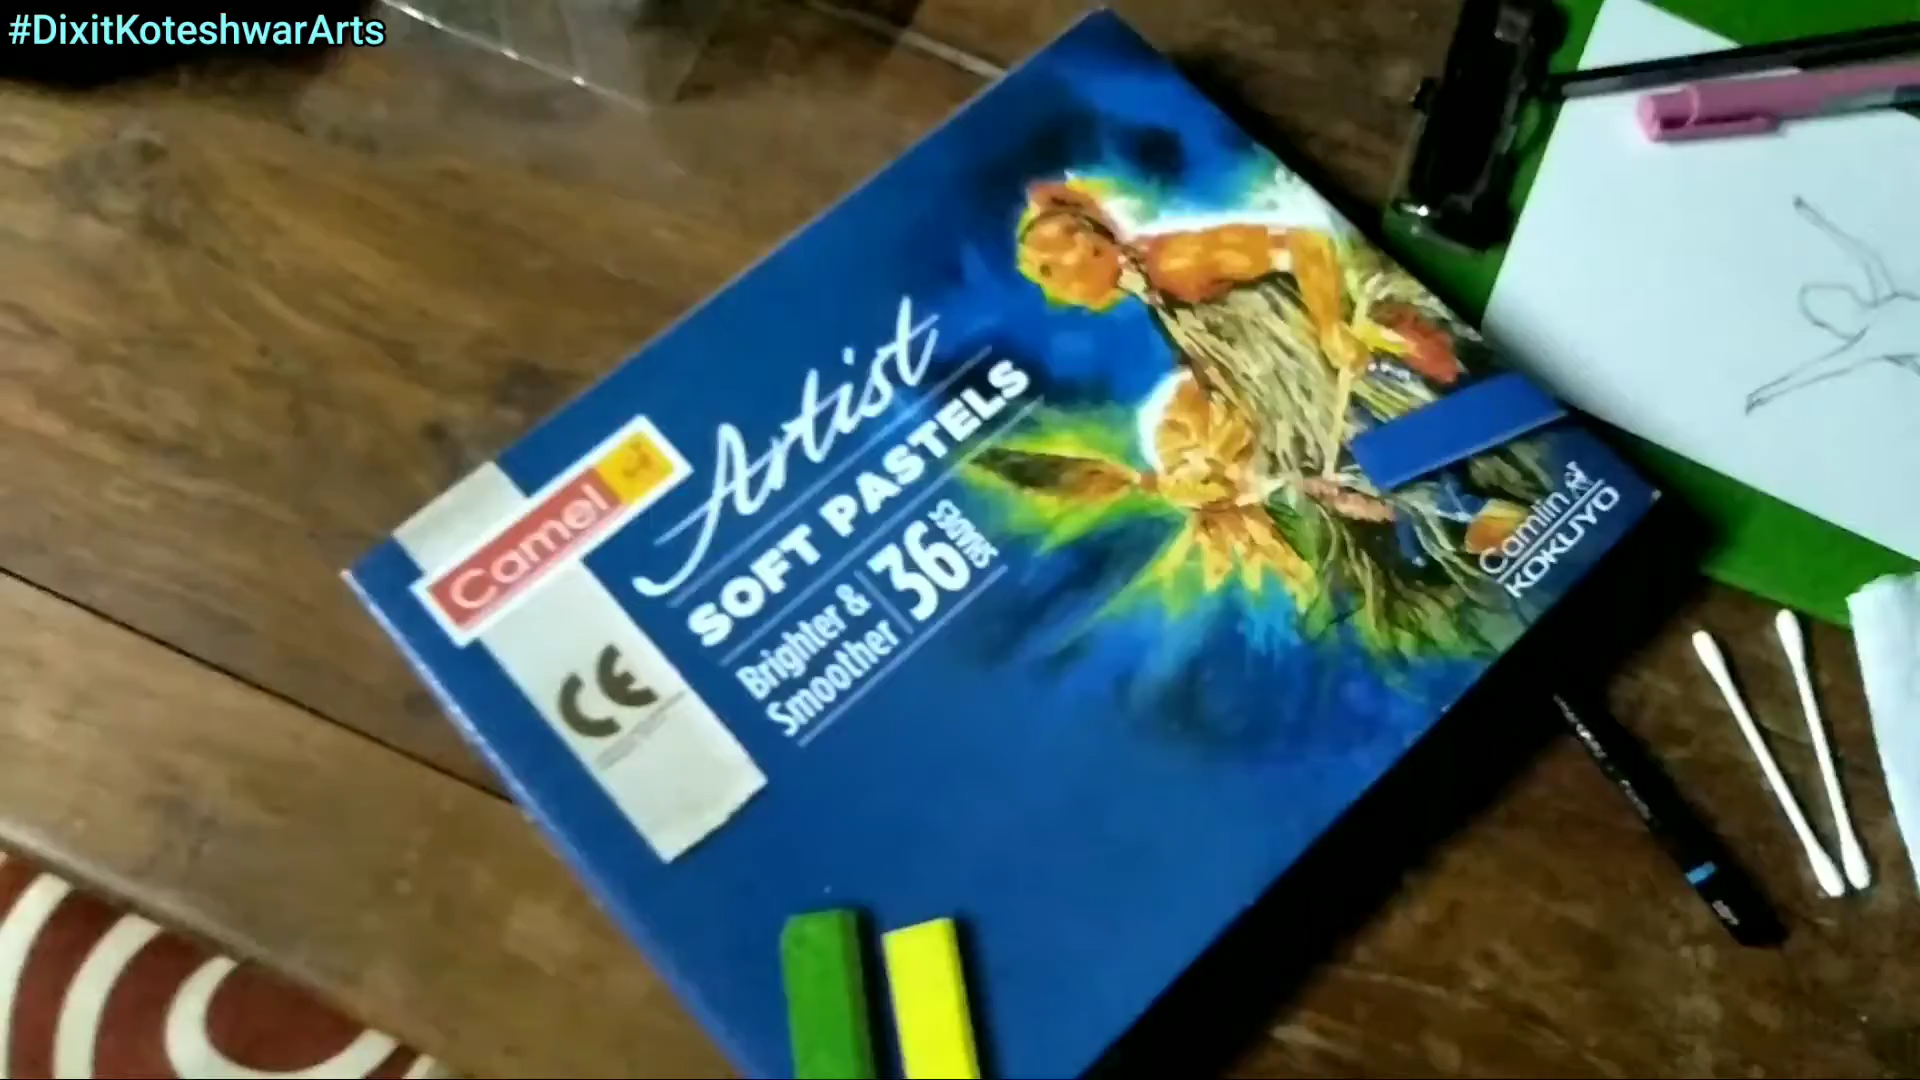 #DixitKoteshwarArts
Camel
Artist
SOFT PASTELS
Brighter &
Smoother
36
SHADES
CE
Camlin
KOKUYO